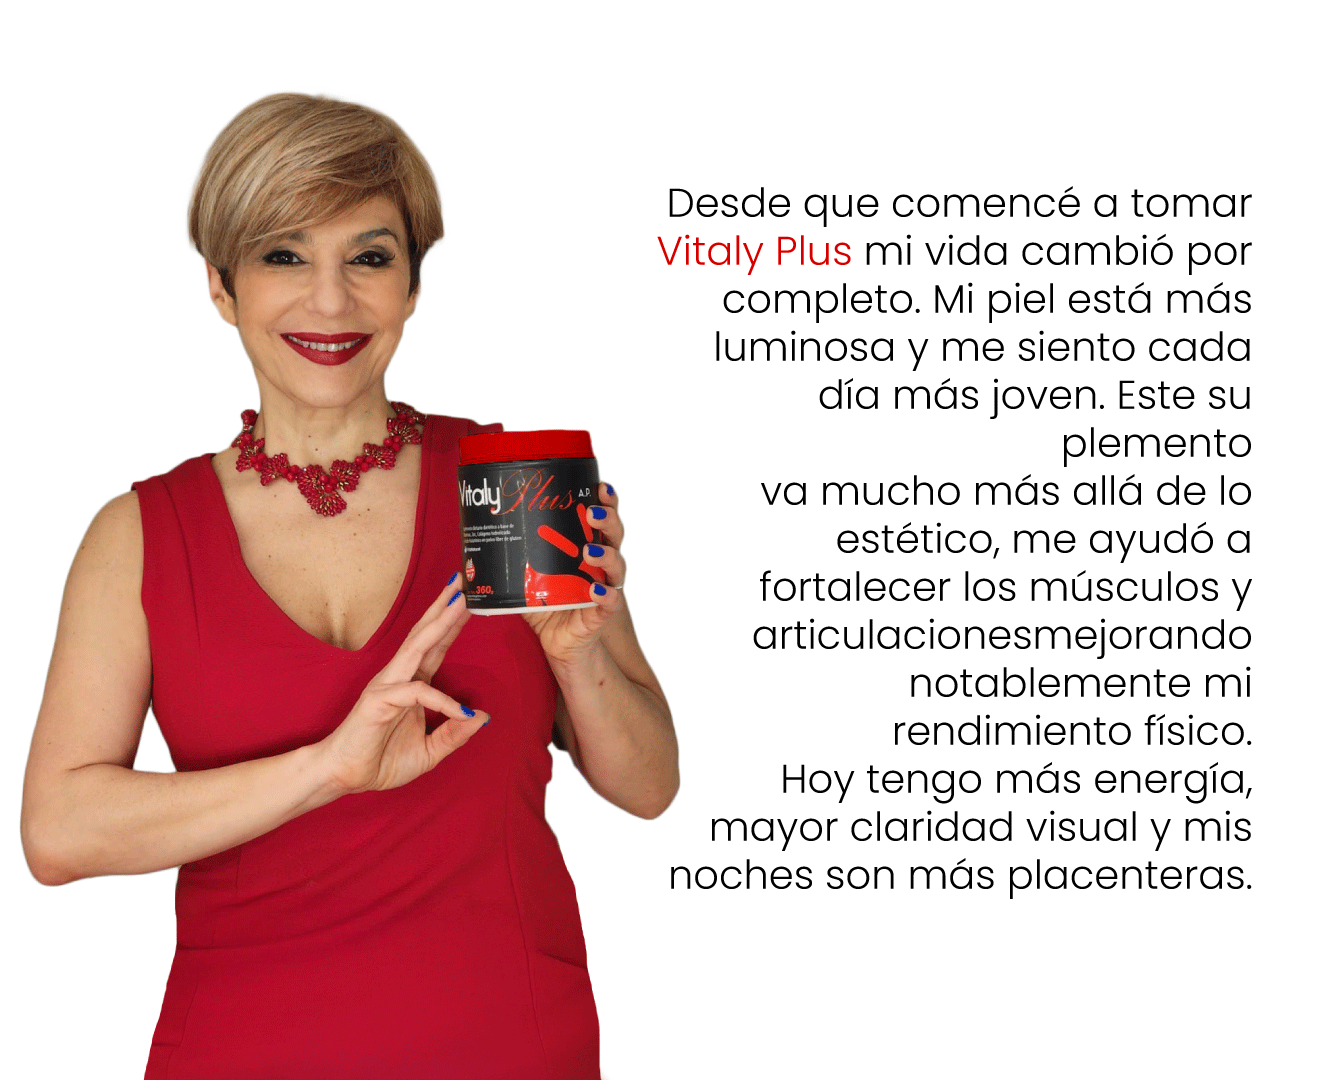 Desde que comencé a tomar
Vitaly Plus mi vida cambió por
completo. Mi piel está más
luminosa y me siento cada
día más joven. Este su
plemento
va mucho más allá de lo
estético, me ayudó a
fortalecer los músculos y
articulacionesmejorando
notablemente mi
rendimiento físico.
Hoy tengo más energía,
mayor claridad visual y mis
noches son más placenteras.
Vitaly Plus A.P.
360g